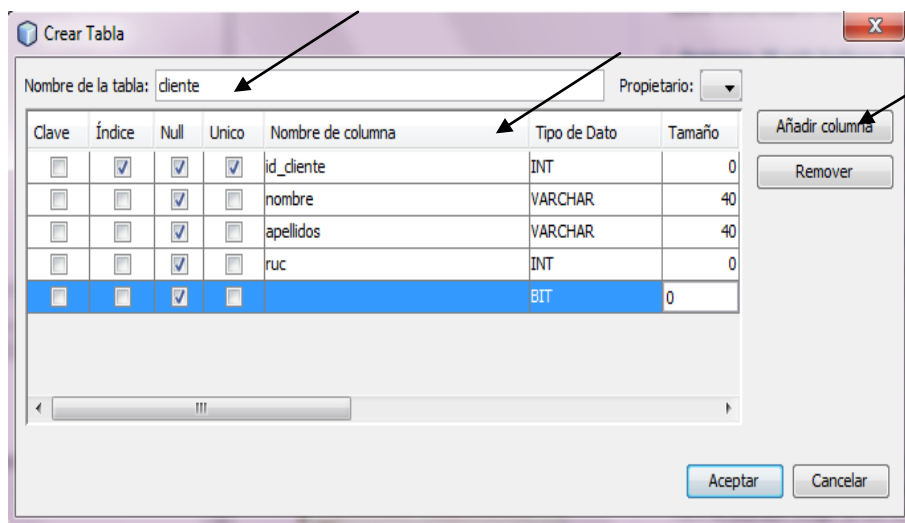 Crear Tabla
Nombre de la tabla: cliente Propietario:
Clave Índice Null Unico Nombre de columna Tipo de Dato Tamaño Añadir columna
id_cliente INT 0 Remover
nombre VARCHAR 40
apellidos VARCHAR 40
ruc INT 0
BIT 0
Aceptar Cancelar